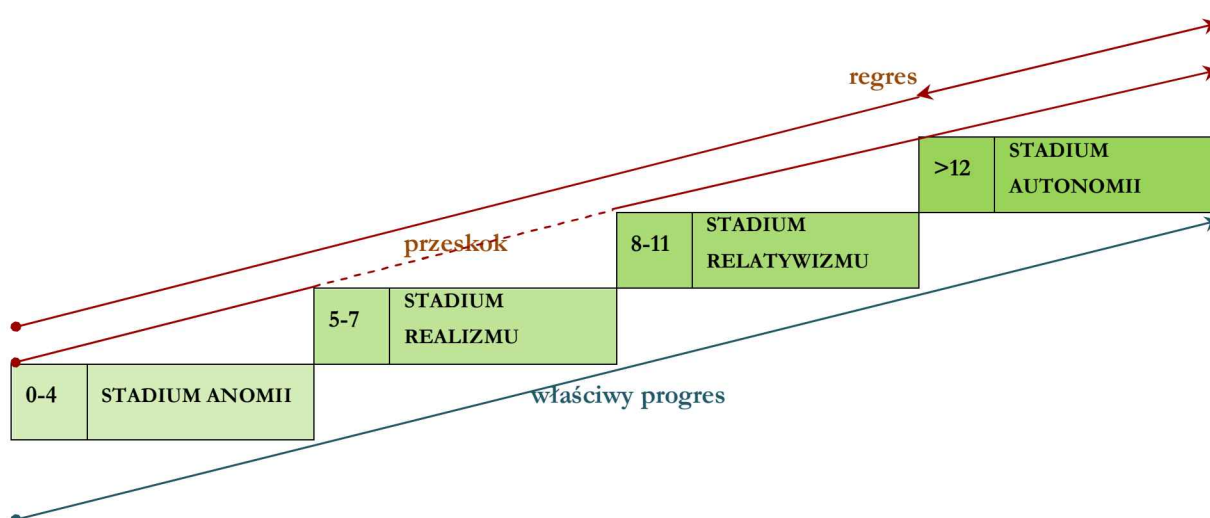 regres
>12
STADIUM
AUTONOMII
przeskok
8-11
STADIUM
RELATYWIZMU
5-7
STADIUM
REALIZMU
0-4
STADIUM ANOMII
właściwy progres